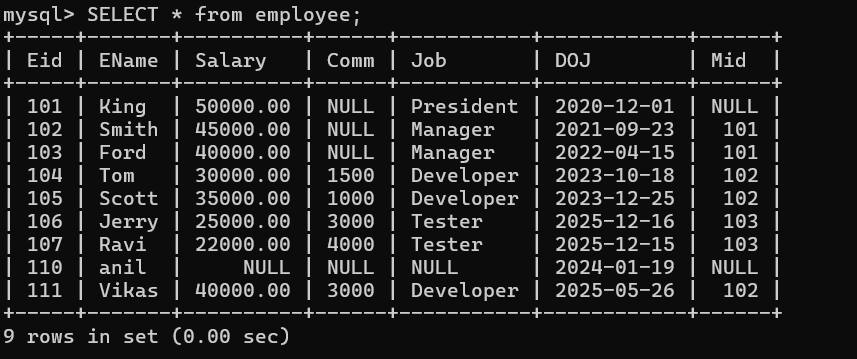 mysql> SELECT * from employee;
+-----+-------+----------+------+-----------+------------+------+
| Eid | EName | Salary   | Comm | Job       | DOJ        | Mid  |
+-----+-------+----------+------+-----------+------------+------+
| 101 | King  | 50000.00 | NULL | President | 2020-12-01 | NULL |
| 102 | Smith | 45000.00 | NULL | Manager   | 2021-09-23 |  101 |
| 103 | Ford  | 40000.00 | NULL | Manager   | 2022-04-15 |  101 |
| 104 | Tom   | 30000.00 | 1500 | Developer | 2023-10-18 |  102 |
| 105 | Scott | 35000.00 | 1000 | Developer | 2023-12-25 |  102 |
| 106 | Jerry | 25000.00 | 3000 | Tester    | 2025-12-16 |  103 |
| 107 | Ravi  | 22000.00 | 4000 | Tester    | 2025-12-15 |  103 |
| 110 | anil  |     NULL | NULL | NULL      | 2024-01-19 | NULL |
| 111 | Vikas | 40000.00 | 3000 | Developer | 2025-05-26 |  102 |
+-----+-------+----------+------+-----------+------------+------+
9 rows in set (0.00 sec)